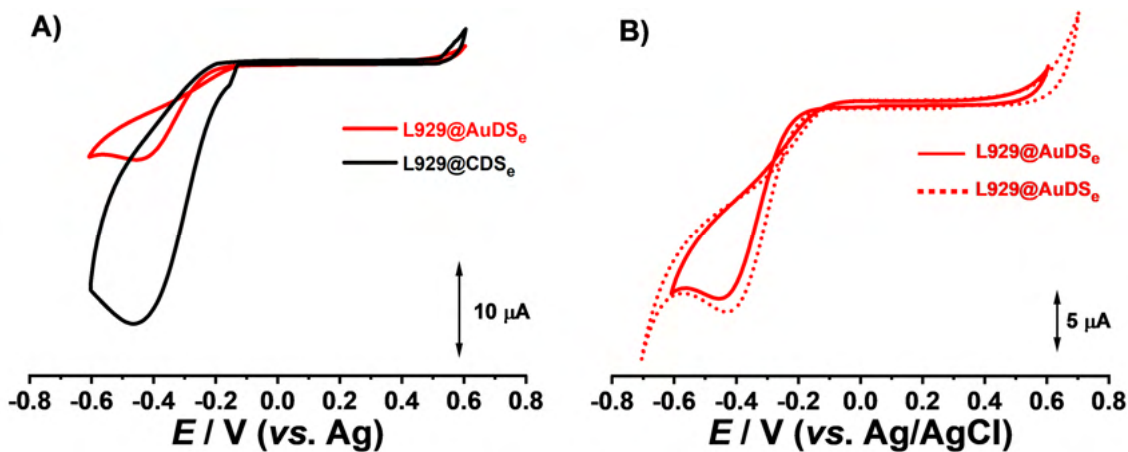 A)
L929@AuDSe
L929@CDSe
10 μA
-0.8 -0.6 -0.4 -0.2 0.0 0.2 0.4 0.6 0.8
E / V (vs. Ag)
B)
L929@AuDSe
L929@AuDSe
5 μA
-0.8 -0.6 -0.4 -0.2 0.0 0.2 0.4 0.6 0.8
E / V (vs. Ag/AgCl)